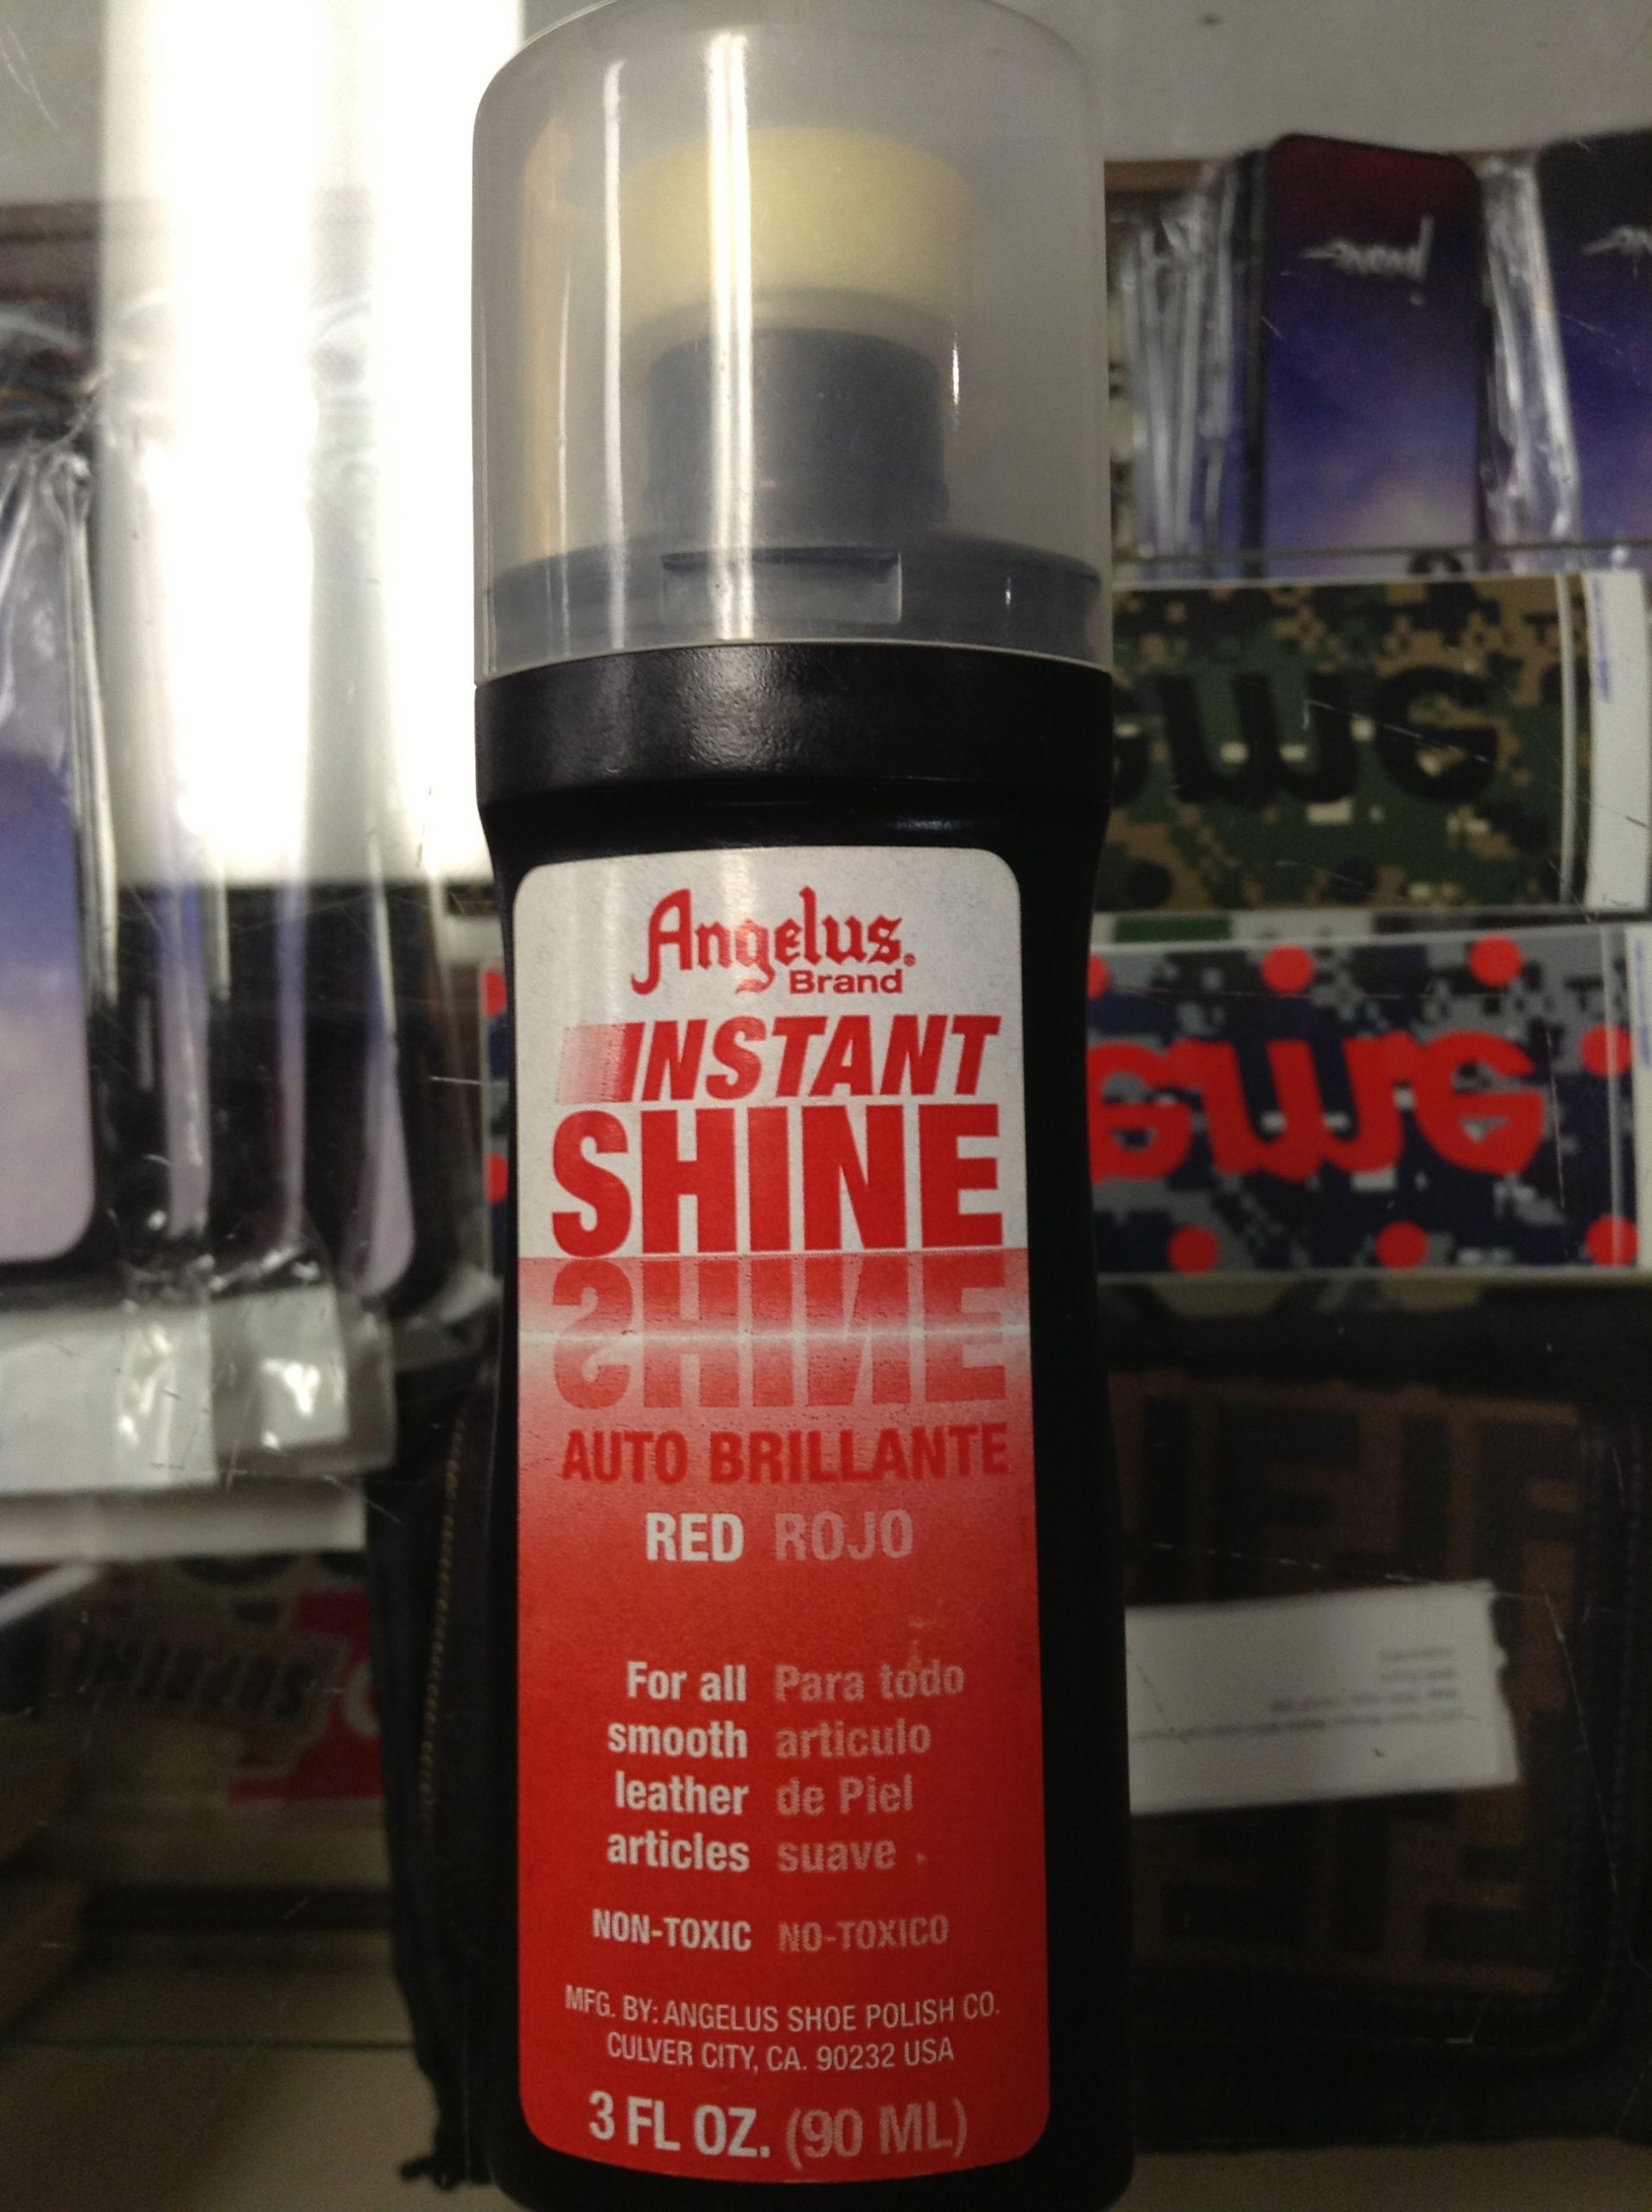 Angelus®
Brand
INSTANT
SHINE
SHINE
AUTO BRILLANTE
RED ROJO
For all Para todo
smooth articulo
leather de Piel
articles suave
NON-TOXIC NO-TOXICO
MFG. BY: ANGELUS SHOE POLISH CO.
CULVER CITY, CA. 90232 USA
3 FL OZ. (90 ML)